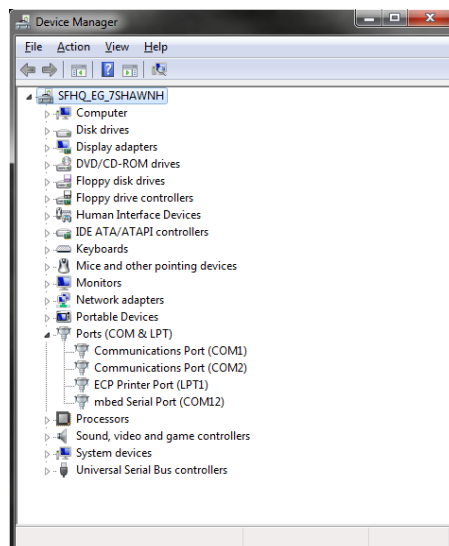 Device Manager
File Action View Help
SFHQ_EG_7SHAWNH
Computer
Disk drives
Display adapters
DVD/CD-ROM drives
Floppy disk drives
Floppy drive controllers
Human Interface Devices
IDE ATA/ATAPI controllers
Keyboards
Mice and other pointing devices
Monitors
Network adapters
Portable Devices
Ports (COM & LPT)
Communications Port (COM1)
Communications Port (COM2)
ECP Printer Port (LPT1)
mbed Serial Port (COM12)
Processors
Sound, video and game controllers
System devices
Universal Serial Bus controllers